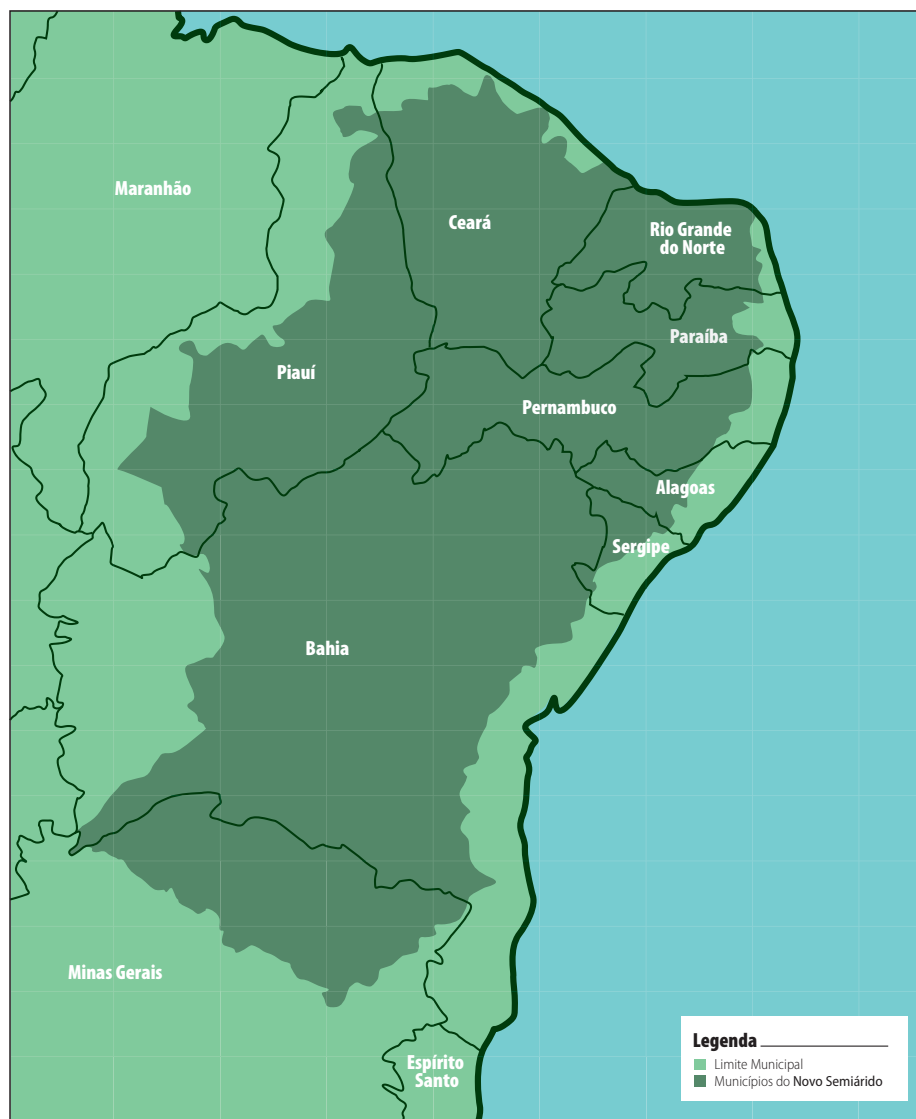 Maranhão
Ceará
Rio Grande
do Norte
Paraíba
Piauí
Pernambuco
Alagoas
Sergipe
Bahia
Minas Gerais
Espírito
Santo
Legenda
Limite Municipal
Municípios do Novo Semiárido